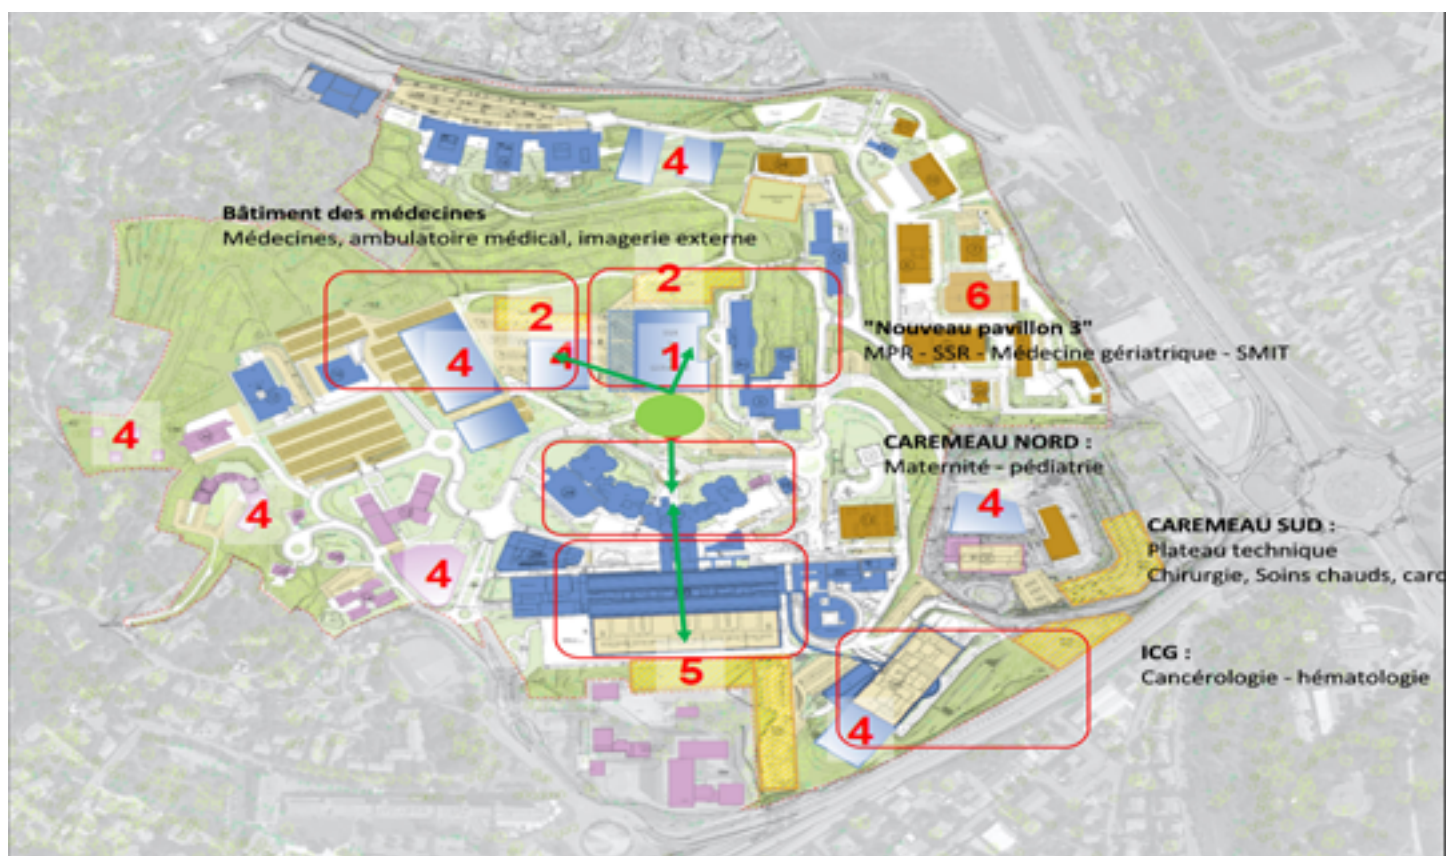 4
Bâtiment des médecines
Médecines, ambulatoire médical, imagerie externe
2
2
6
"Nouveau pavillon 3"
MPR - SSR - Médecine gériatrique - SMIT
4
4
1
4
CAREMEAU NORD :
Maternité - pédiatrie
4
4
CAREMEAU SUD :
Plateau technique
Chirurgie, Soins chauds, carc
4
5
ICG :
Cancérologie - hématologie
4